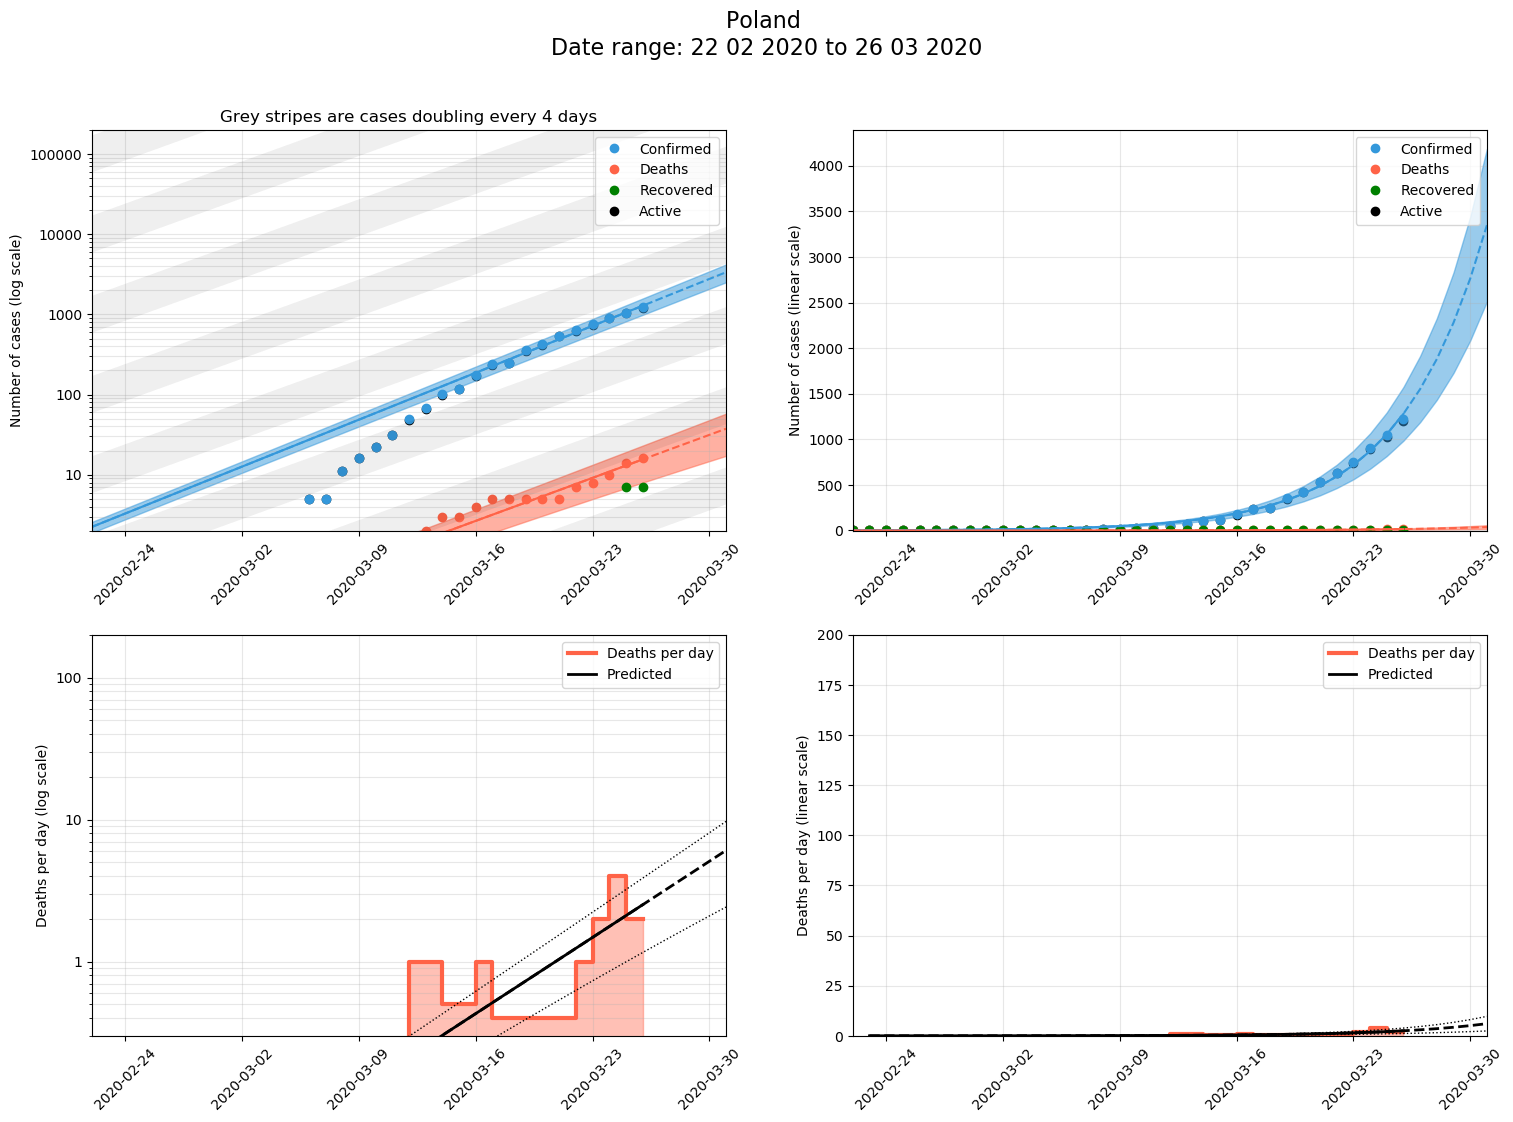 Poland
Date range: 22 02 2020 to 26 03 2020
Grey stripes are cases doubling every 4 days
Number of cases (log scale)
100000
10000
1000
100
10
Confirmed
Deaths
Recovered
Active
2020-02-24
2020-03-02
2020-03-09
2020-03-16
2020-03-23
2020-03-30
Number of cases (linear scale)
4000
3500
3000
2500
2000
1500
1000
500
0
Confirmed
Deaths
Recovered
Active
2020-02-24
2020-03-02
2020-03-09
2020-03-16
2020-03-23
2020-03-30
Deaths per day (log scale)
100
10
1
Deaths per day
Predicted
2020-02-24
2020-03-02
2020-03-09
2020-03-16
2020-03-23
2020-03-30
Deaths per day (linear scale)
200
175
150
125
100
75
50
25
0
Deaths per day
Predicted
2020-02-24
2020-03-02
2020-03-09
2020-03-16
2020-03-23
2020-03-30